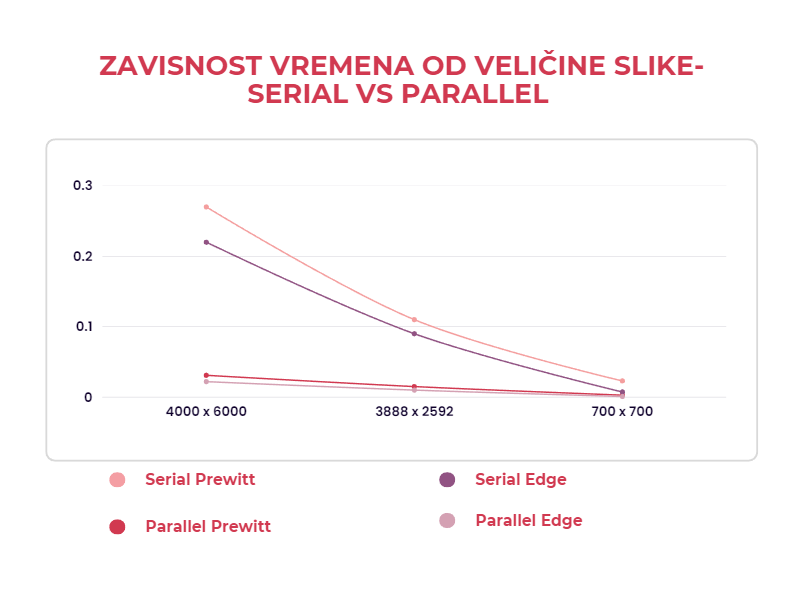 ZAVISNOST VREMENA OD VELIČINE SLIKE-
SERIAL VS PARALLEL
0.3
0.2
0.1
0
4000 x 6000
3888 x 2592
700 x 700
Serial Prewitt
Serial Edge
Parallel Prewitt
Parallel Edge